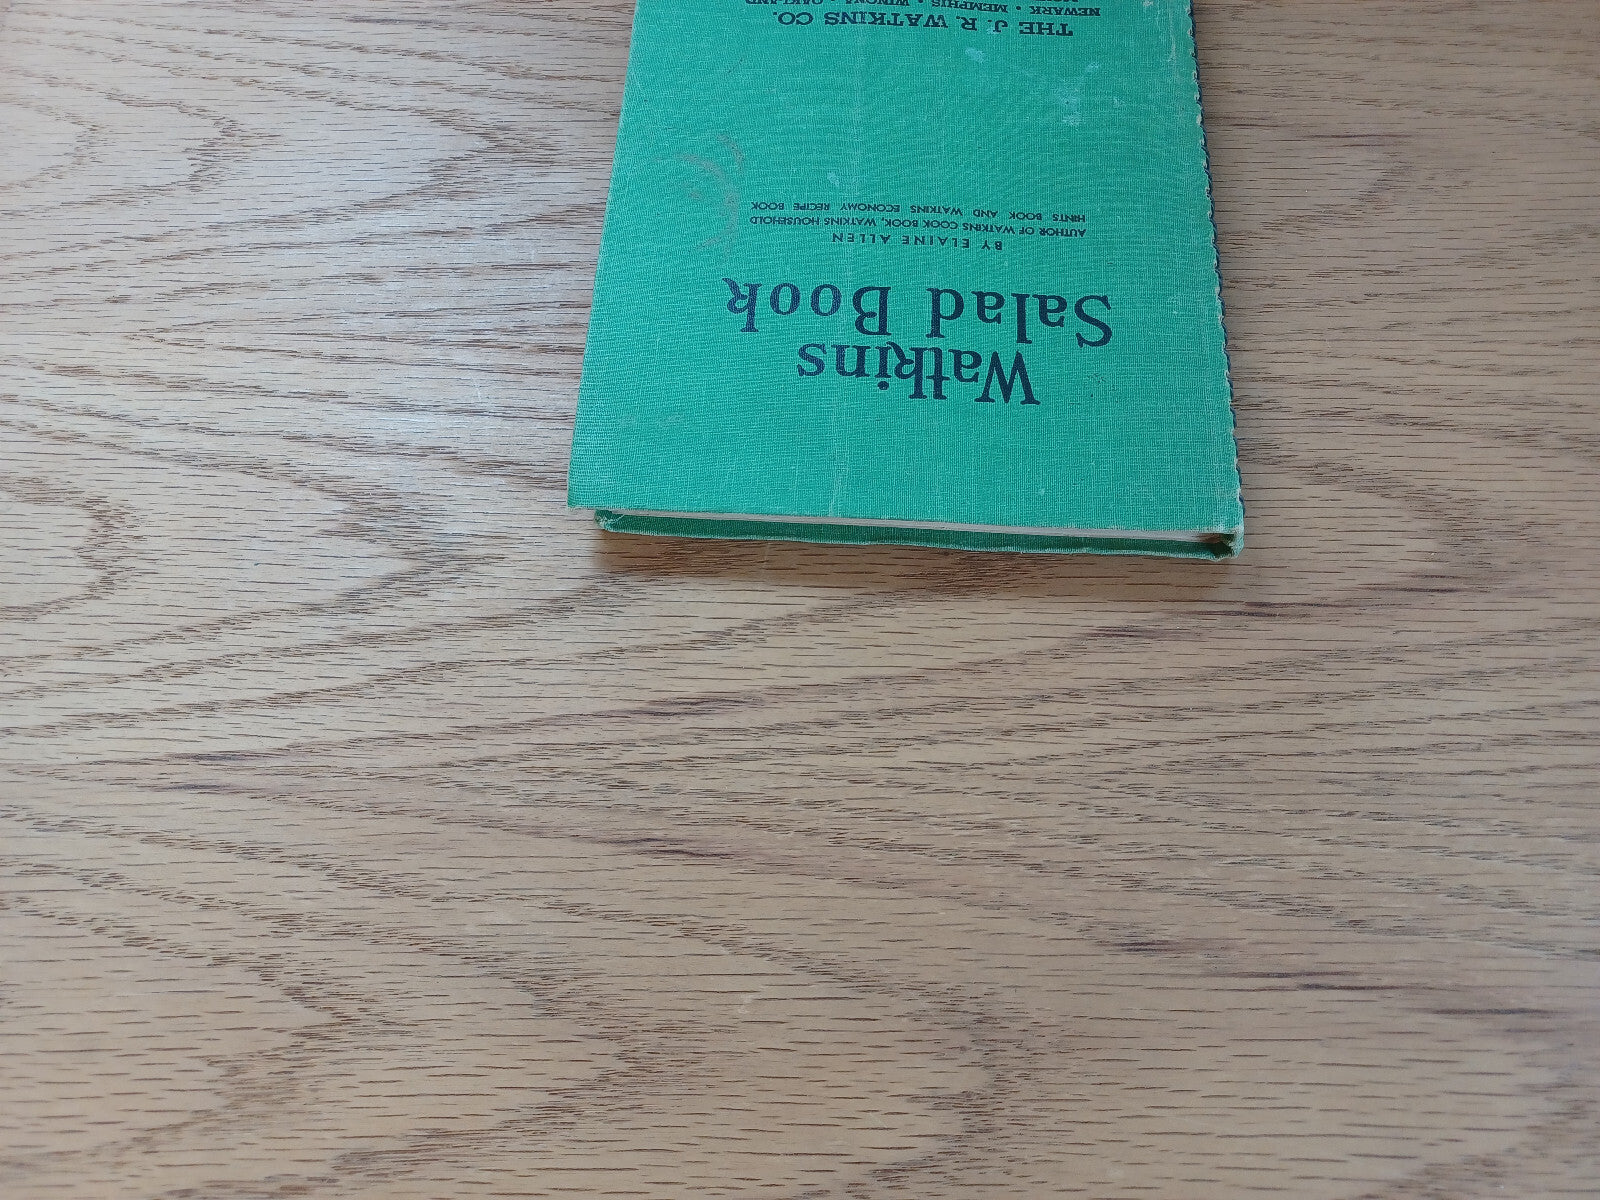 Watkins
Salad Book
BY ELAINE ALLEN
AUTHOR OF WATKINS COOK BOOK, WATKINS HOUSEHOLD
HINTS BOOK AND WATKINS ECONOMY RECIPE BOOK
THE J. R. WATKINS CO.
NEWARK • MEMPHIS • WINONA • OAKLAND